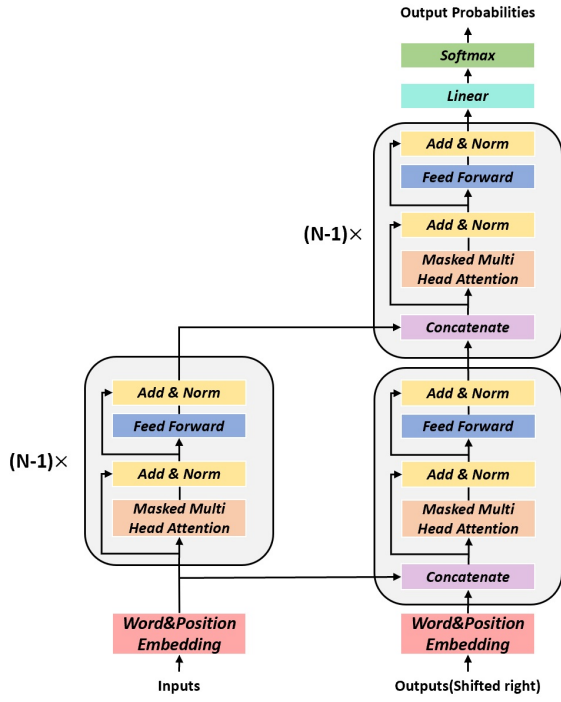 Output Probabilities
Softmax
Linear
Add & Norm
Feed Forward
(N-1)×
Add & Norm
Masked Multi
Head Attention
Concatenate
Add & Norm
Feed Forward
(N-1)×
Add & Norm
Masked Multi
Head Attention
Add & Norm
Feed Forward
Add & Norm
Masked Multi
Head Attention
Concatenate
Word&Position
Embedding
Inputs
Word&Position
Embedding
Outputs(Shifted right)